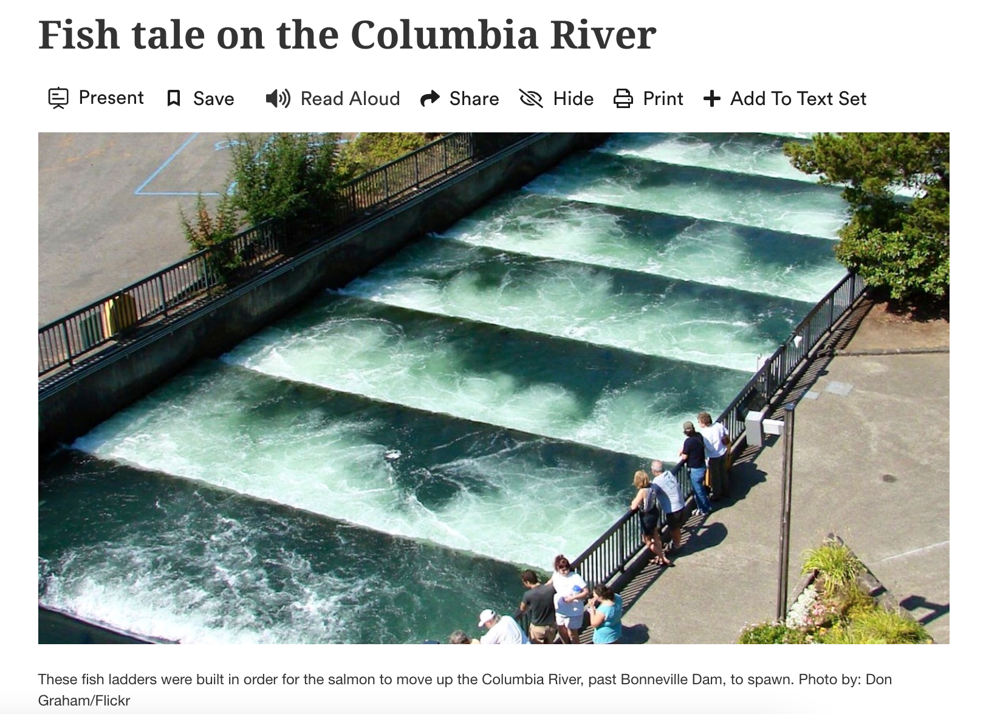 Fish tale on the Columbia River
Present Save Read Aloud Share Hide Print Add To Text Set
These fish ladders were built in order for the salmon to move up the Columbia River, past Bonneville Dam, to spawn. Photo by: Don
Graham/Flickr